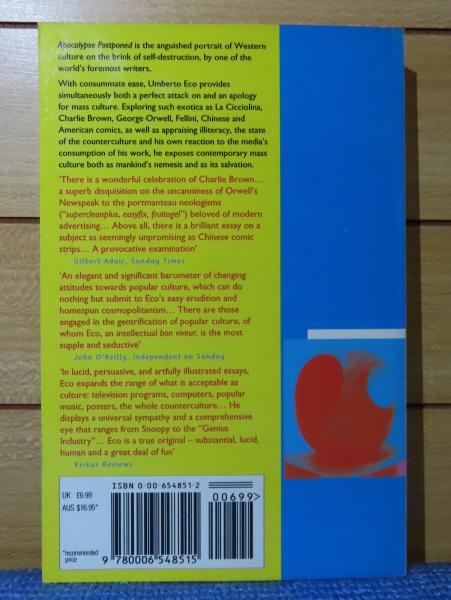 Apocalypse Postponed is the anguished portrait of Western
culture on the brink of self-destruction, by one of the
world's foremost writers.
With consummate ease, Umberto Eco provides
simultaneously both a perfect attack on and an apology
for mass culture. Exploring such exotica as La Cicciolina,
Charlie Brown, George Orwell, Fellini, Chinese and
American comics, as well as appraising illiteracy, the state
of the counterculture and his own reaction to the media's
consumption of his work, he exposes contemporary mass
culture both as mankind's nemesis and as its salvation.
'There is a wonderful celebration of Charlie Brown...
a superb disquisition on the uncanniness of Orwell's
Newspeak to the portmanteau neologisms
("supercleanplus, easyfix, fruitogel") beloved of modern
advertising... Above all, there is a brilliant essay on a
subject as seemingly unpromising as Chinese comic
strips... A provocative examination'
Gilbert Adair, Sunday Times
'An elegant and significant barometer of changing
attitudes towards popular culture, which can do
nothing but submit to Eco's easy erudition and
homespun cosmopolitanism... There are those
engaged in the gentrification of popular culture, of
whom Eco, an intellectual bon viveur, is the most
supple and seductive'
John O'Reilly, Independent on Sunday
'In lucid, persuasive, and artfully illustrated essays,
Eco expands the range of what is acceptable as
culture: television programs, computers, popular
music, posters, the whole counterculture... He
displays a universal sympathy and a comprehensive
eye that ranges from Snoopy to the "Genius
Industry"... Eco is a true original – substantial, lucid,
human and a great deal of fun'
Kirkus Reviews
ISBN 0-00-654851-2
UK £6.99
AUS $16.95*
*recommended
price
00699>
9 780006 548515